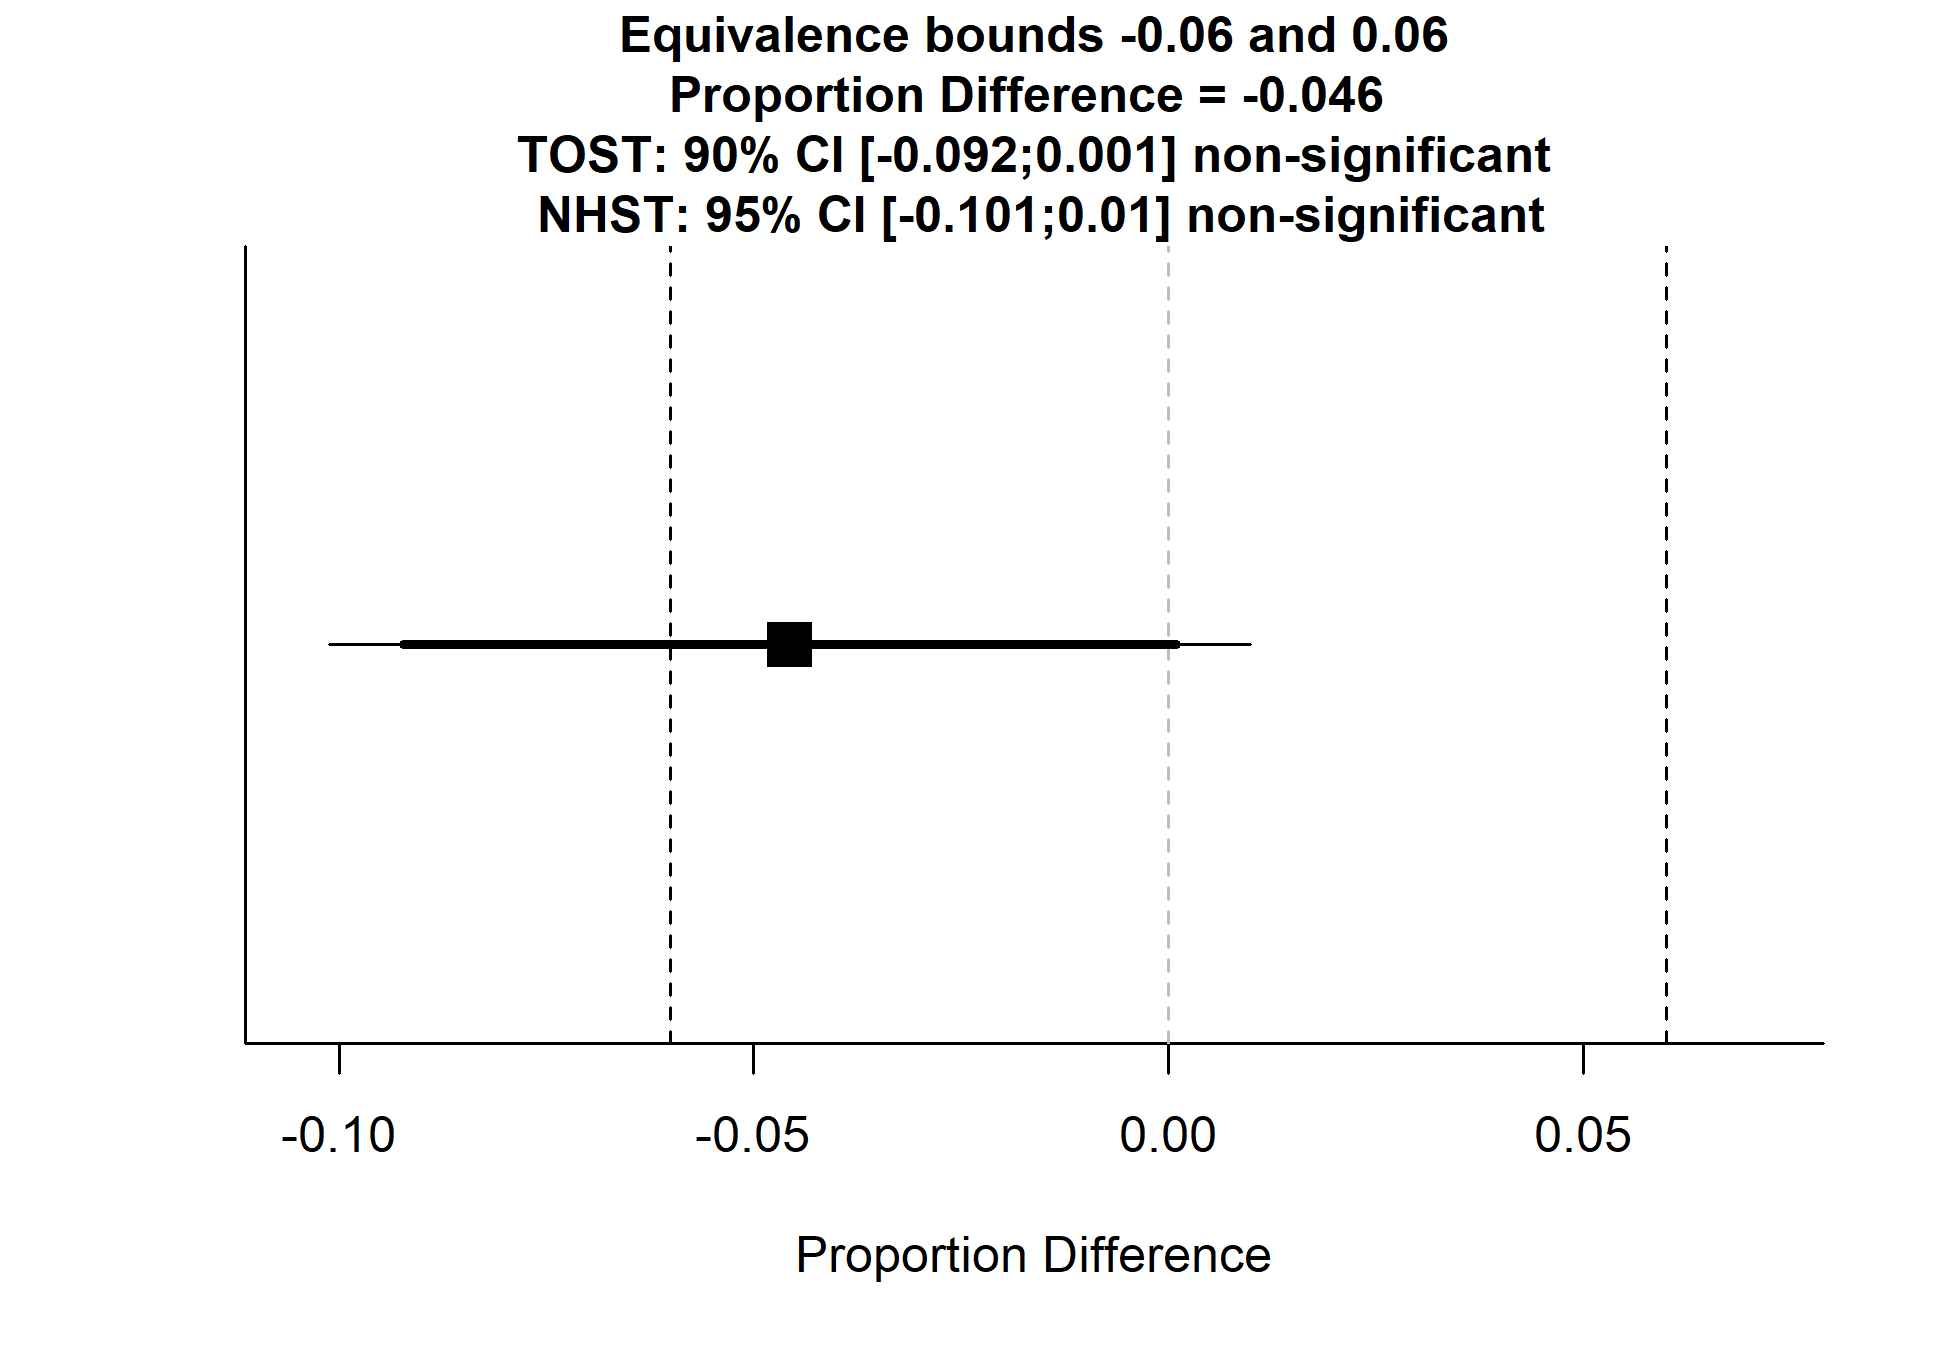 Equivalence bounds -0.06 and 0.06
Proportion Difference = -0.046
TOST: 90% CI [-0.092;0.001] non-significant
NHST: 95% CI [-0.101;0.01] non-significant
-0.10 -0.05 0.00 0.05
Proportion Difference